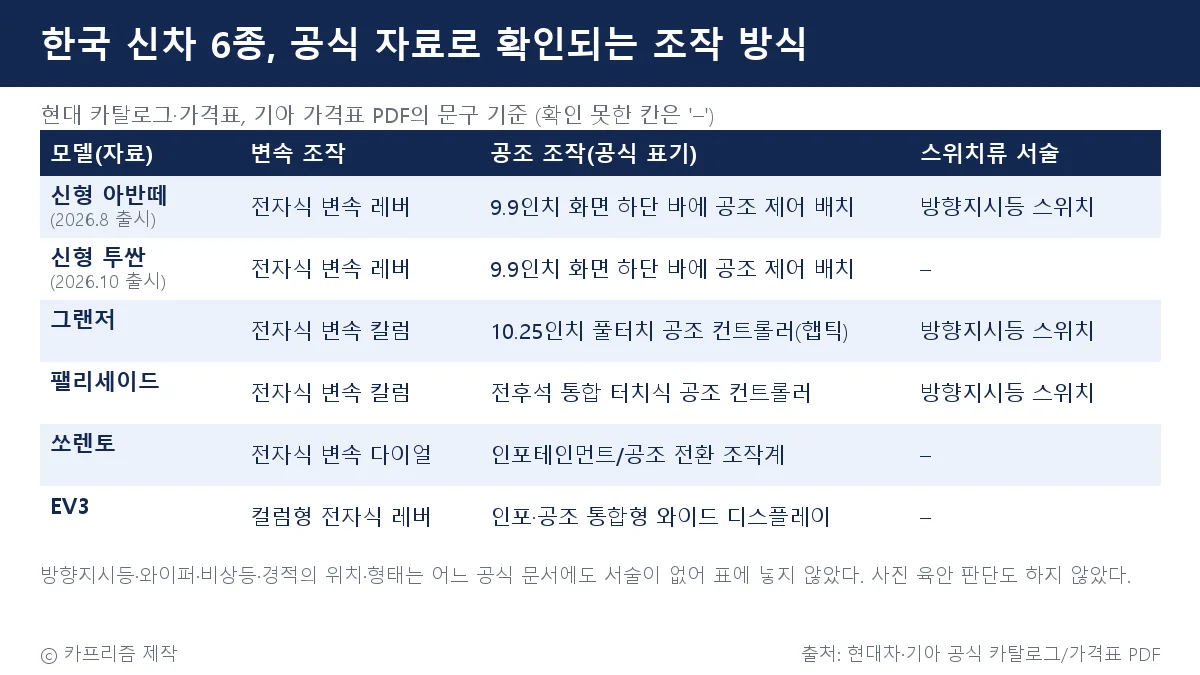 한국 신차 6종, 공식 자료로 확인되는 조작 방식
현대 카탈로그·가격표, 기아 가격표 PDF의 문구 기준 (확인 못한 칸은 '–')
모델(자료) 변속 조작 공조 조작(공식 표기) 스위치류 서술
신형 아반떼
(2026.8 출시) 전자식 변속 레버 9.9인치 화면 하단 바에 공조 제어 배치 방향지시등 스위치
신형 투싼
(2026.10 출시) 전자식 변속 레버 9.9인치 화면 하단 바에 공조 제어 배치 –
그랜저 전자식 변속 칼럼 10.25인치 풀터치 공조 컨트롤러(햅틱) 방향지시등 스위치
팰리세이드 전자식 변속 칼럼 전후석 통합 터치식 공조 컨트롤러 방향지시등 스위치
쏘렌토 전자식 변속 다이얼 인포테인먼트/공조 전환 조작계 –
EV3 컬럼형 전자식 레버 인포·공조 통합형 와이드 디스플레이 –
방향지시등·와이퍼·비상등·경적의 위치·형태는 어느 공식 문서에도 서술이 없어 표에 넣지 않았다. 사진 육안 판단도 하지 않았다.
© 카프리즘 제작 출처: 현대차·기아 공식 카탈로그/가격표 PDF